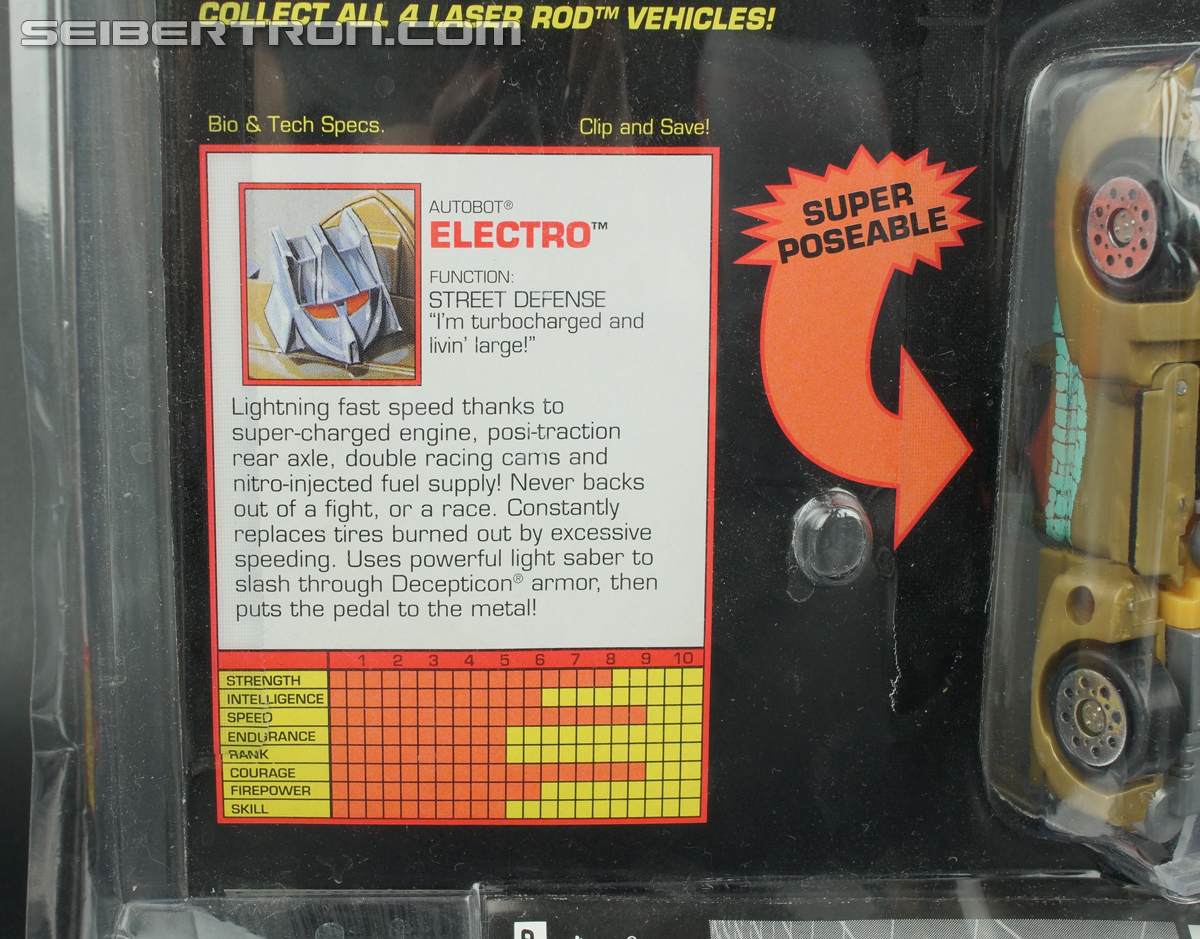 COLLECT ALL 4 LASER ROD™ VEHICLES!
SEIBERTRON.com
Bio & Tech Specs.
Clip and Save!
AUTOBOT®
ELECTRO™
FUNCTION:
STREET DEFENSE
"I'm turbocharged and
livin' large!"
Lightning fast speed thanks to
super-charged engine, posi-traction
rear axle, double racing cams and
nitro-injected fuel supply! Never backs
out of a fight, or a race. Constantly
replaces tires burned out by excessive
speeding. Uses powerful light saber to
slash through Decepticon® armor, then
puts the pedal to the metal!
1 2 3 4 5 6 7 8 9 10
STRENGTH
INTELLIGENCE
SPEED
ENDURANCE
RANK
COURAGE
FIREPOWER
SKILL
SUPER
POSEABLE